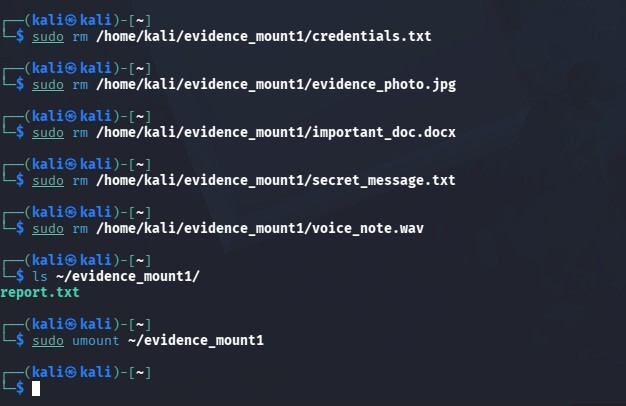 ┌──(kali㉿kali)-[~]
└─$ sudo rm /home/kali/evidence_mount1/credentials.txt
┌──(kali㉿kali)-[~]
└─$ sudo rm /home/kali/evidence_mount1/evidence_photo.jpg
┌──(kali㉿kali)-[~]
└─$ sudo rm /home/kali/evidence_mount1/important_doc.docx
┌──(kali㉿kali)-[~]
└─$ sudo rm /home/kali/evidence_mount1/secret_message.txt
┌──(kali㉿kali)-[~]
└─$ sudo rm /home/kali/evidence_mount1/voice_note.wav
┌──(kali㉿kali)-[~]
└─$ ls ~/evidence_mount1/
report.txt
┌──(kali㉿kali)-[~]
└─$ sudo umount ~/evidence_mount1
┌──(kali㉿kali)-[~]
└─$